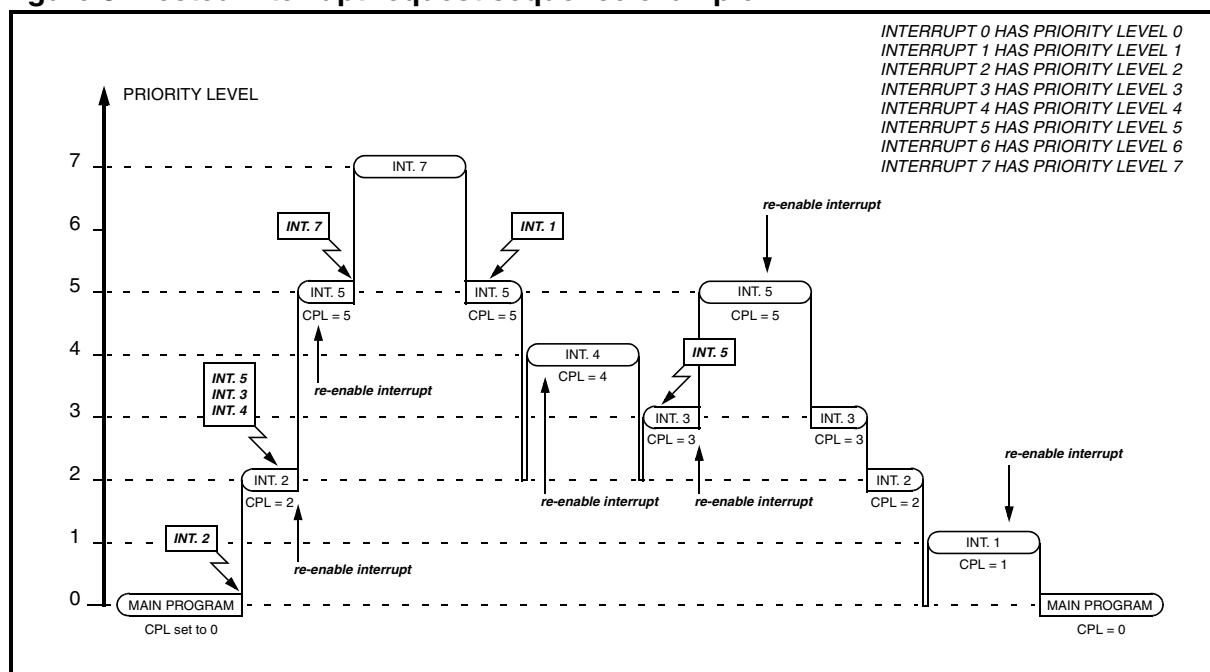 INTERRUPT 0 HAS PRIORITY LEVEL 0
INTERRUPT 1 HAS PRIORITY LEVEL 1
INTERRUPT 2 HAS PRIORITY LEVEL 2
INTERRUPT 3 HAS PRIORITY LEVEL 3
INTERRUPT 4 HAS PRIORITY LEVEL 4
INTERRUPT 5 HAS PRIORITY LEVEL 5
INTERRUPT 6 HAS PRIORITY LEVEL 6
INTERRUPT 7 HAS PRIORITY LEVEL 7
PRIORITY LEVEL
7
INT. 7
re-enable interrupt
6
INT. 7
INT. 1
5
INT. 5
CPL = 5
INT. 5
CPL = 5
INT. 5
CPL = 5
4
INT. 4
CPL = 4
INT. 5
re-enable interrupt
INT. 5
INT. 3
INT. 4
3
INT. 3
CPL = 3
INT. 3
CPL = 3
re-enable interrupt
2
INT. 2
CPL = 2
INT. 2
CPL = 2
re-enable interrupt
re-enable interrupt
1
INT. 2
INT. 1
CPL = 1
re-enable interrupt
0
MAIN PROGRAM
CPL set to 0
MAIN PROGRAM
CPL = 0